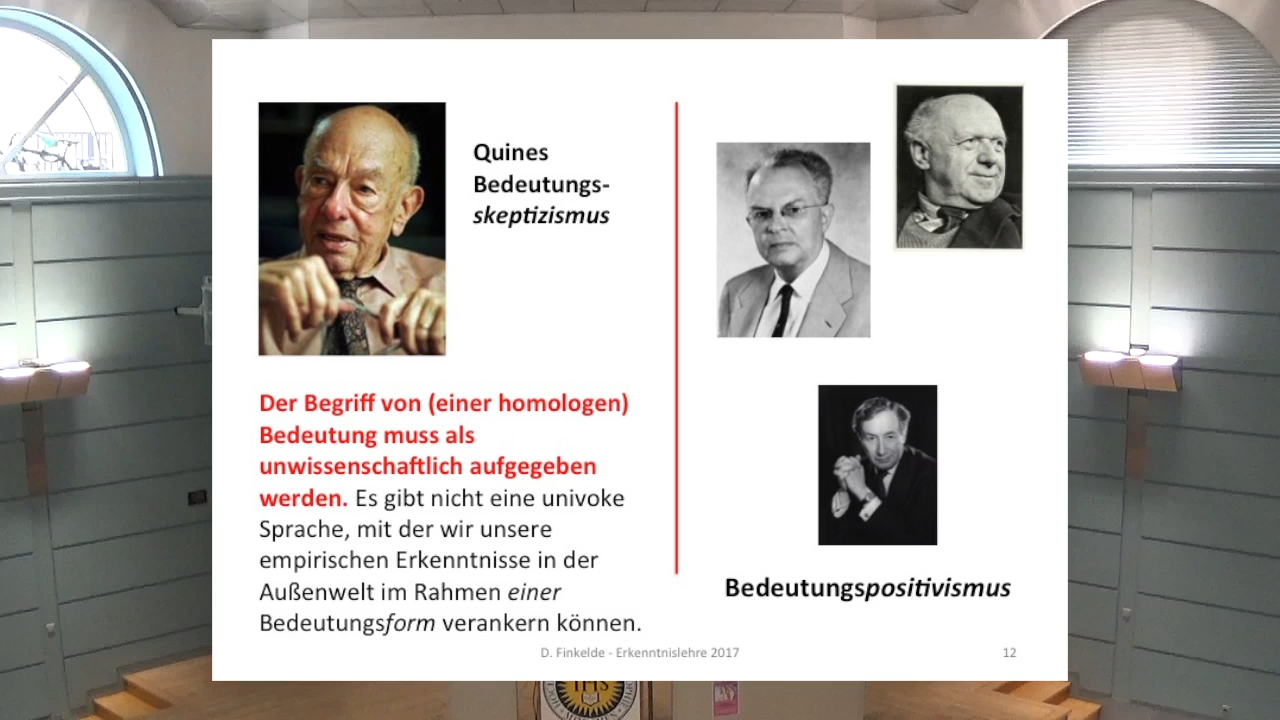 Quines
Bedeutungs-
skeptizismus
Der Begriff von (einer homologen)
Bedeutung muss als
unwissenschaftlich aufgegeben
werden. Es gibt nicht eine univoke
Sprache, mit der wir unsere
empirischen Erkenntnisse in der
Außenwelt im Rahmen einer
Bedeutungsform verankern können.
Bedeutungspositivismus
D. Finkelde - Erkenntnislehre 2017
12
IHS